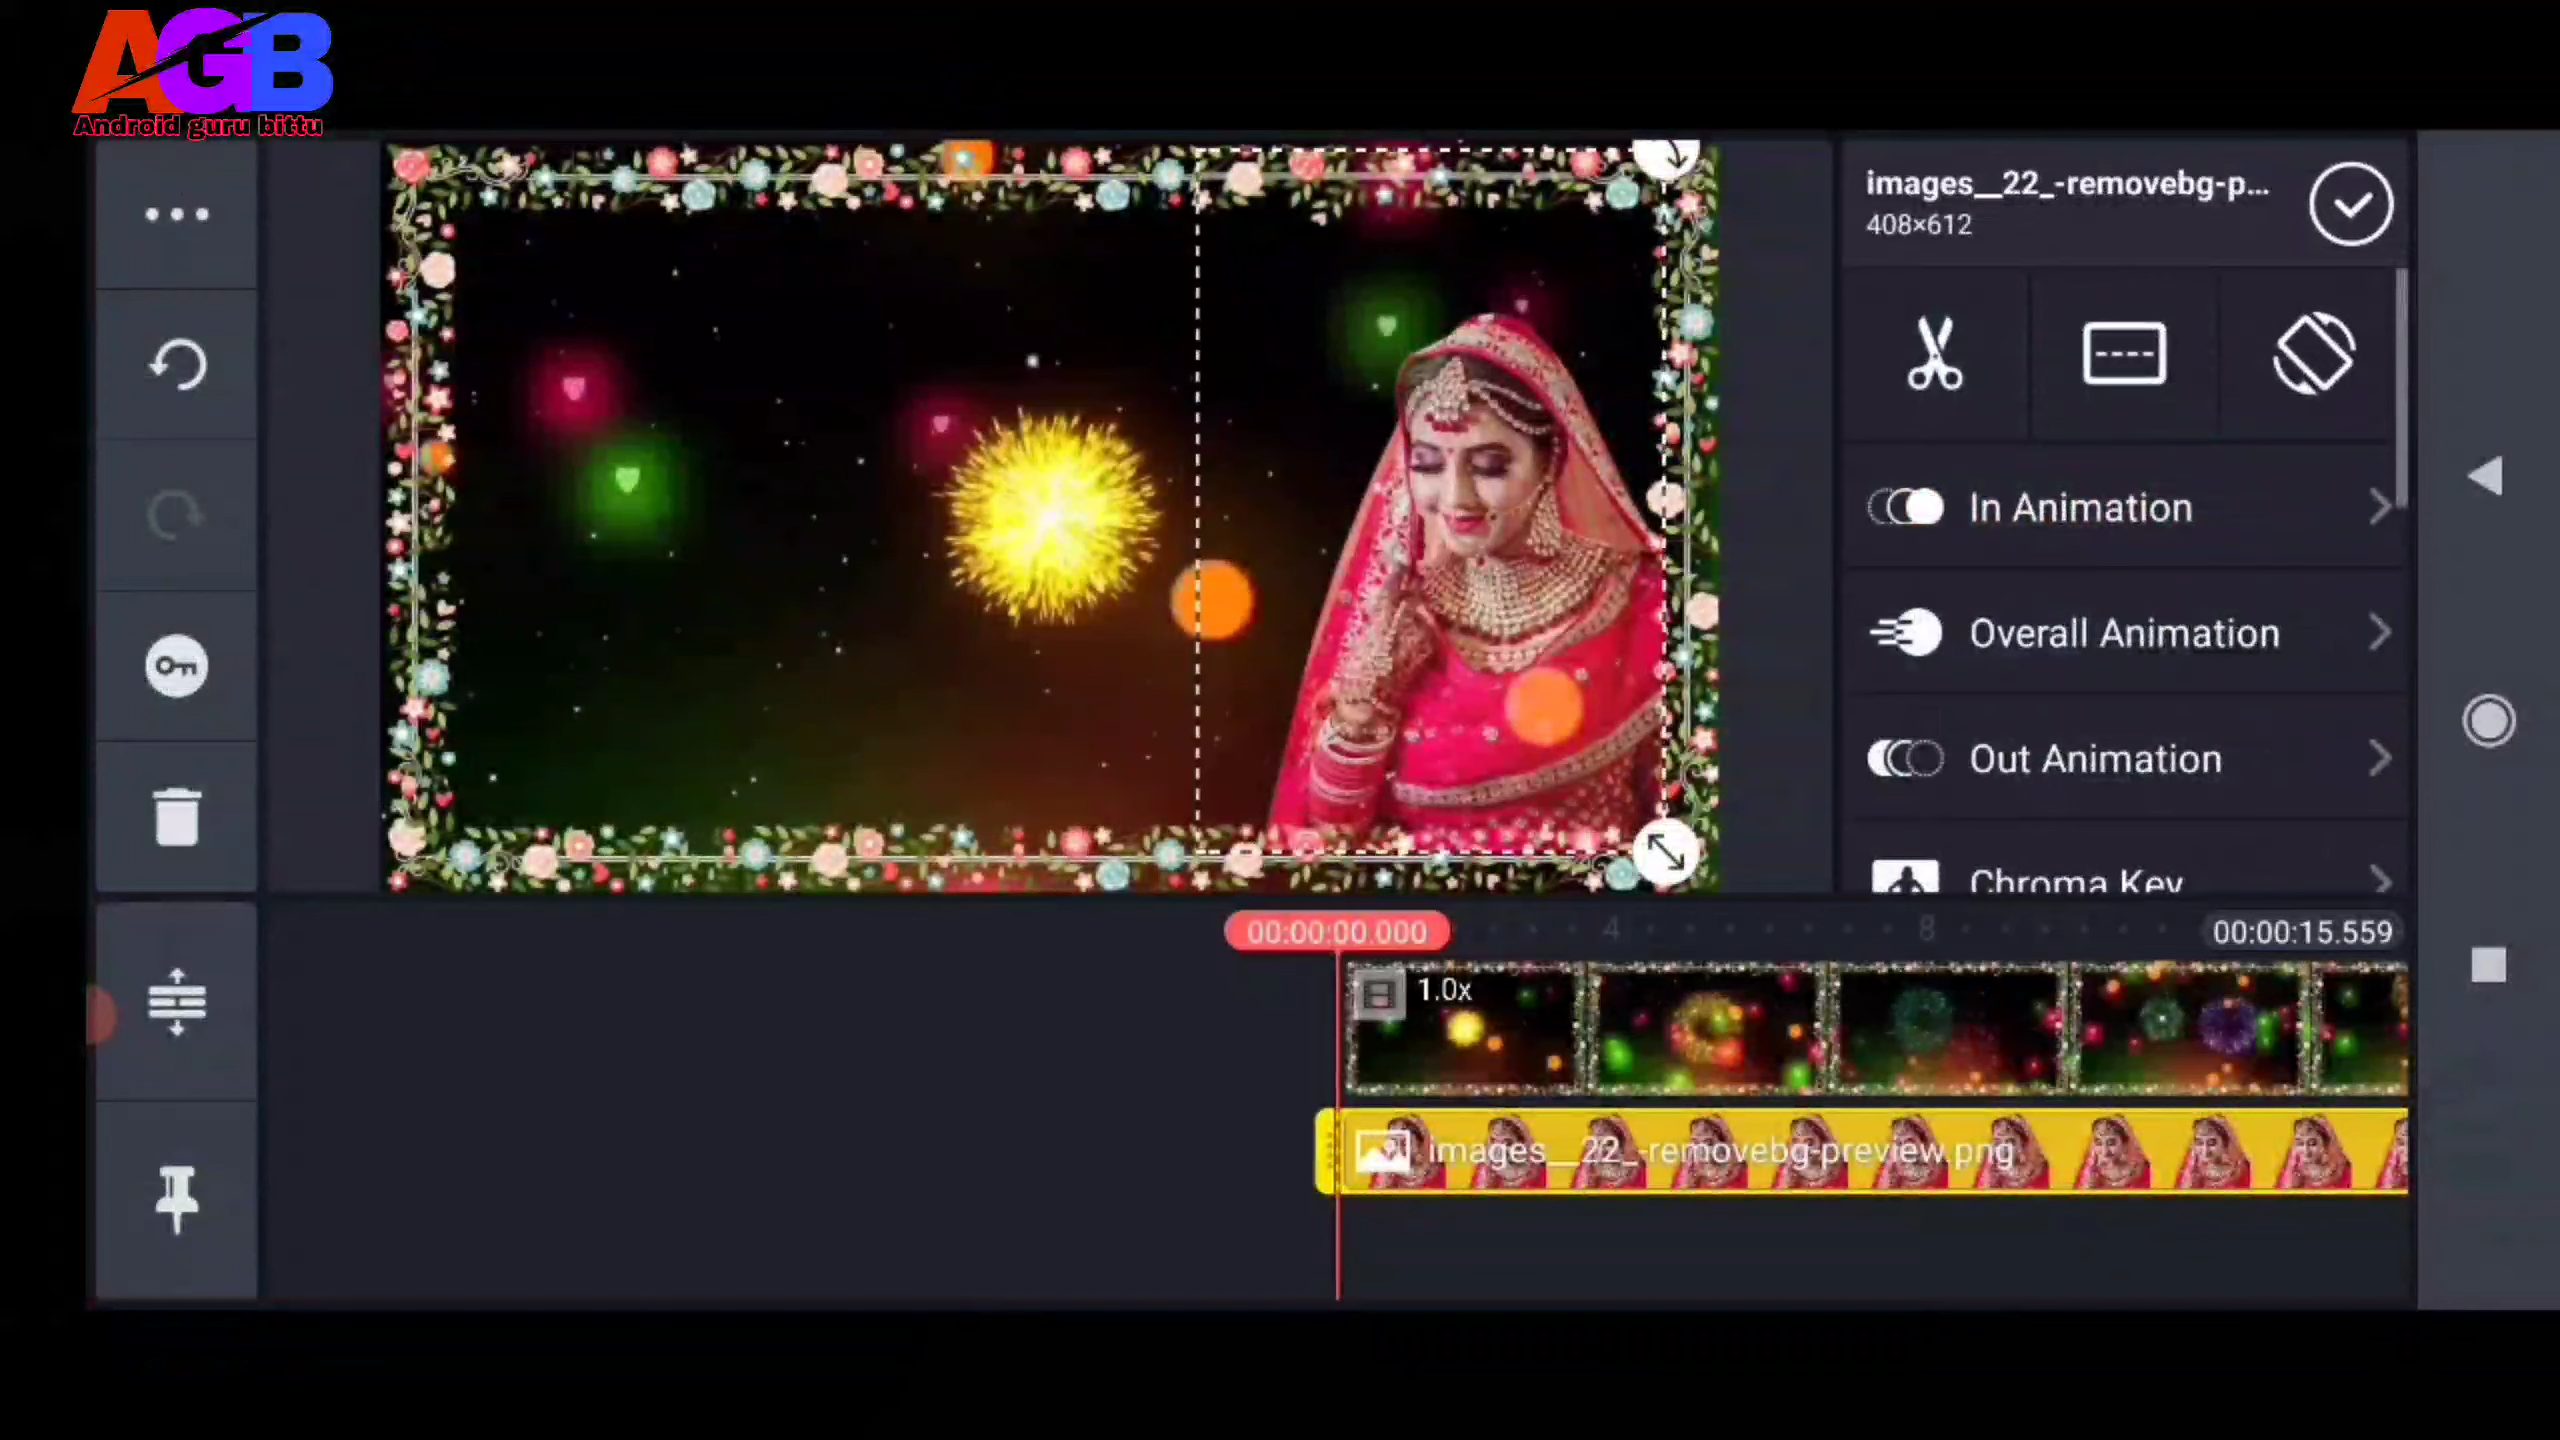 AGB
Android guru bittu
images__22_-removebg-p...
408×612
In Animation
Overall Animation
Out Animation
Chroma Key
00:00:00.000
4
8
00:00:15.559
1.0x
images__22_-removebg-preview.png